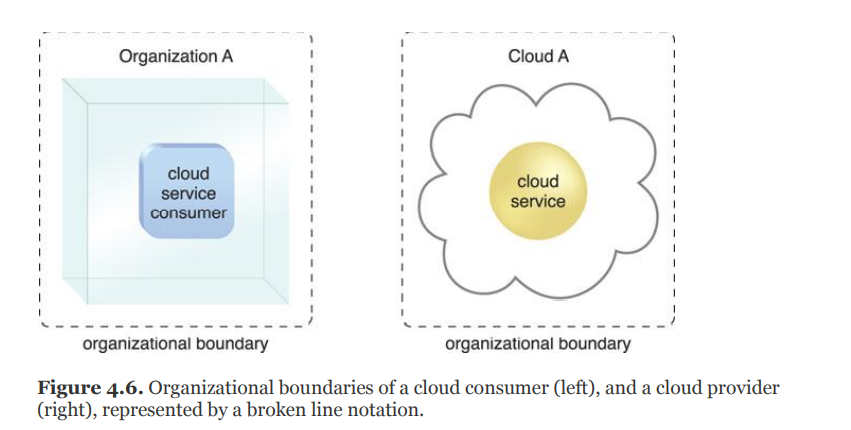 Organization A
cloud
service
consumer
organizational boundary
Cloud A
cloud
service
organizational boundary
Figure 4.6. Organizational boundaries of a cloud consumer (left), and a cloud provider
(right), represented by a broken line notation.